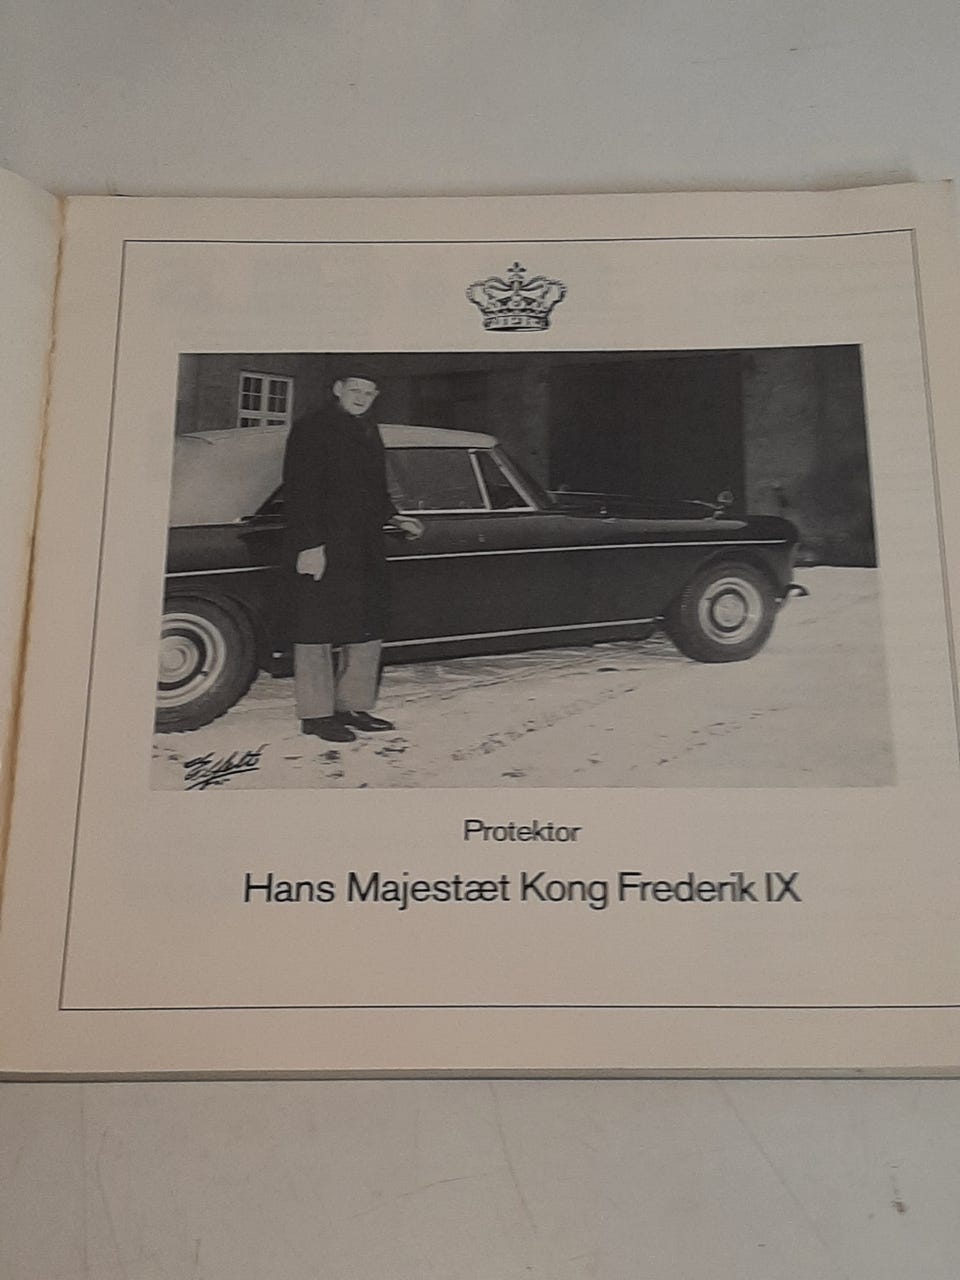 Protektor
Hans Majestæt Kong Frederik IX